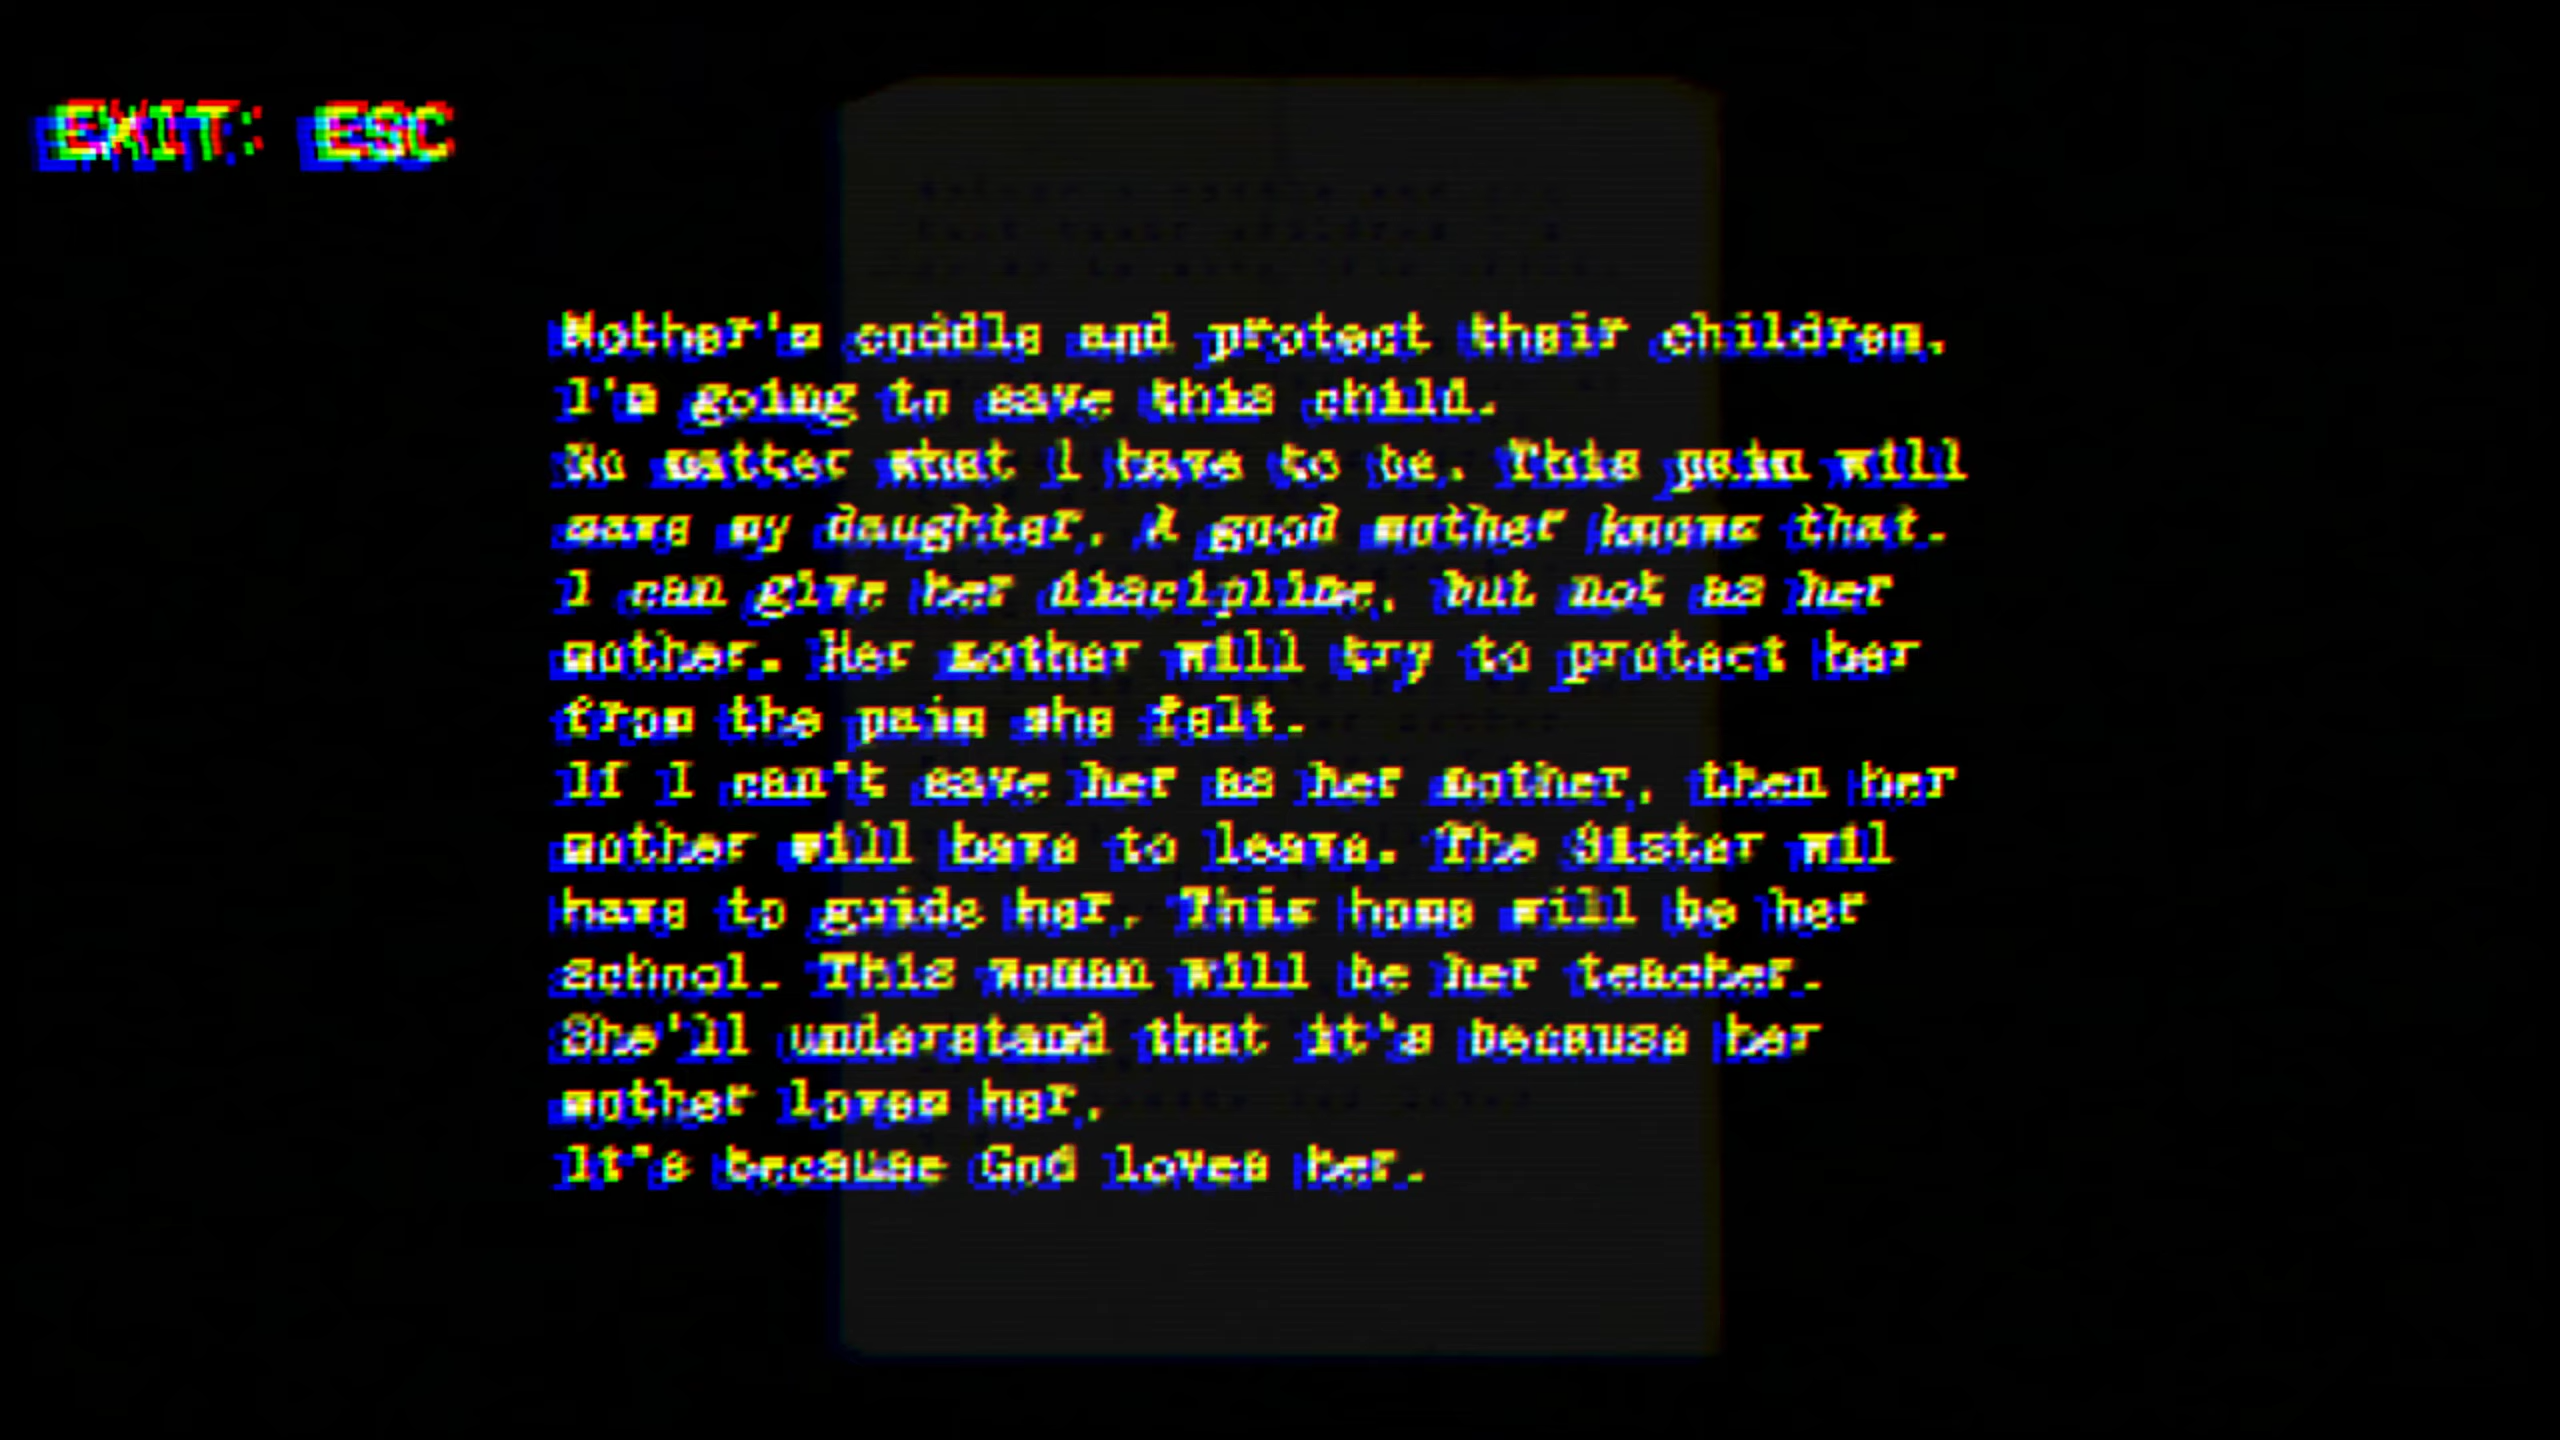 EXIT: ESC
Mother's coddle and protect their children.
I'm going to save this child.
No matter what I have to be. This pain will
save my daughter. A good mother knows that.
I can give her discipline, but not as her
mother. Her mother will try to protect her
from the pain she felt.
If I can't save her as her mother, then her
mother will have to leave. The Sister wil
have to guide her. This home will be her
school. This woman will be her teacher.
She'll understand that it's because her
mother loves her.
It's because God loves her.